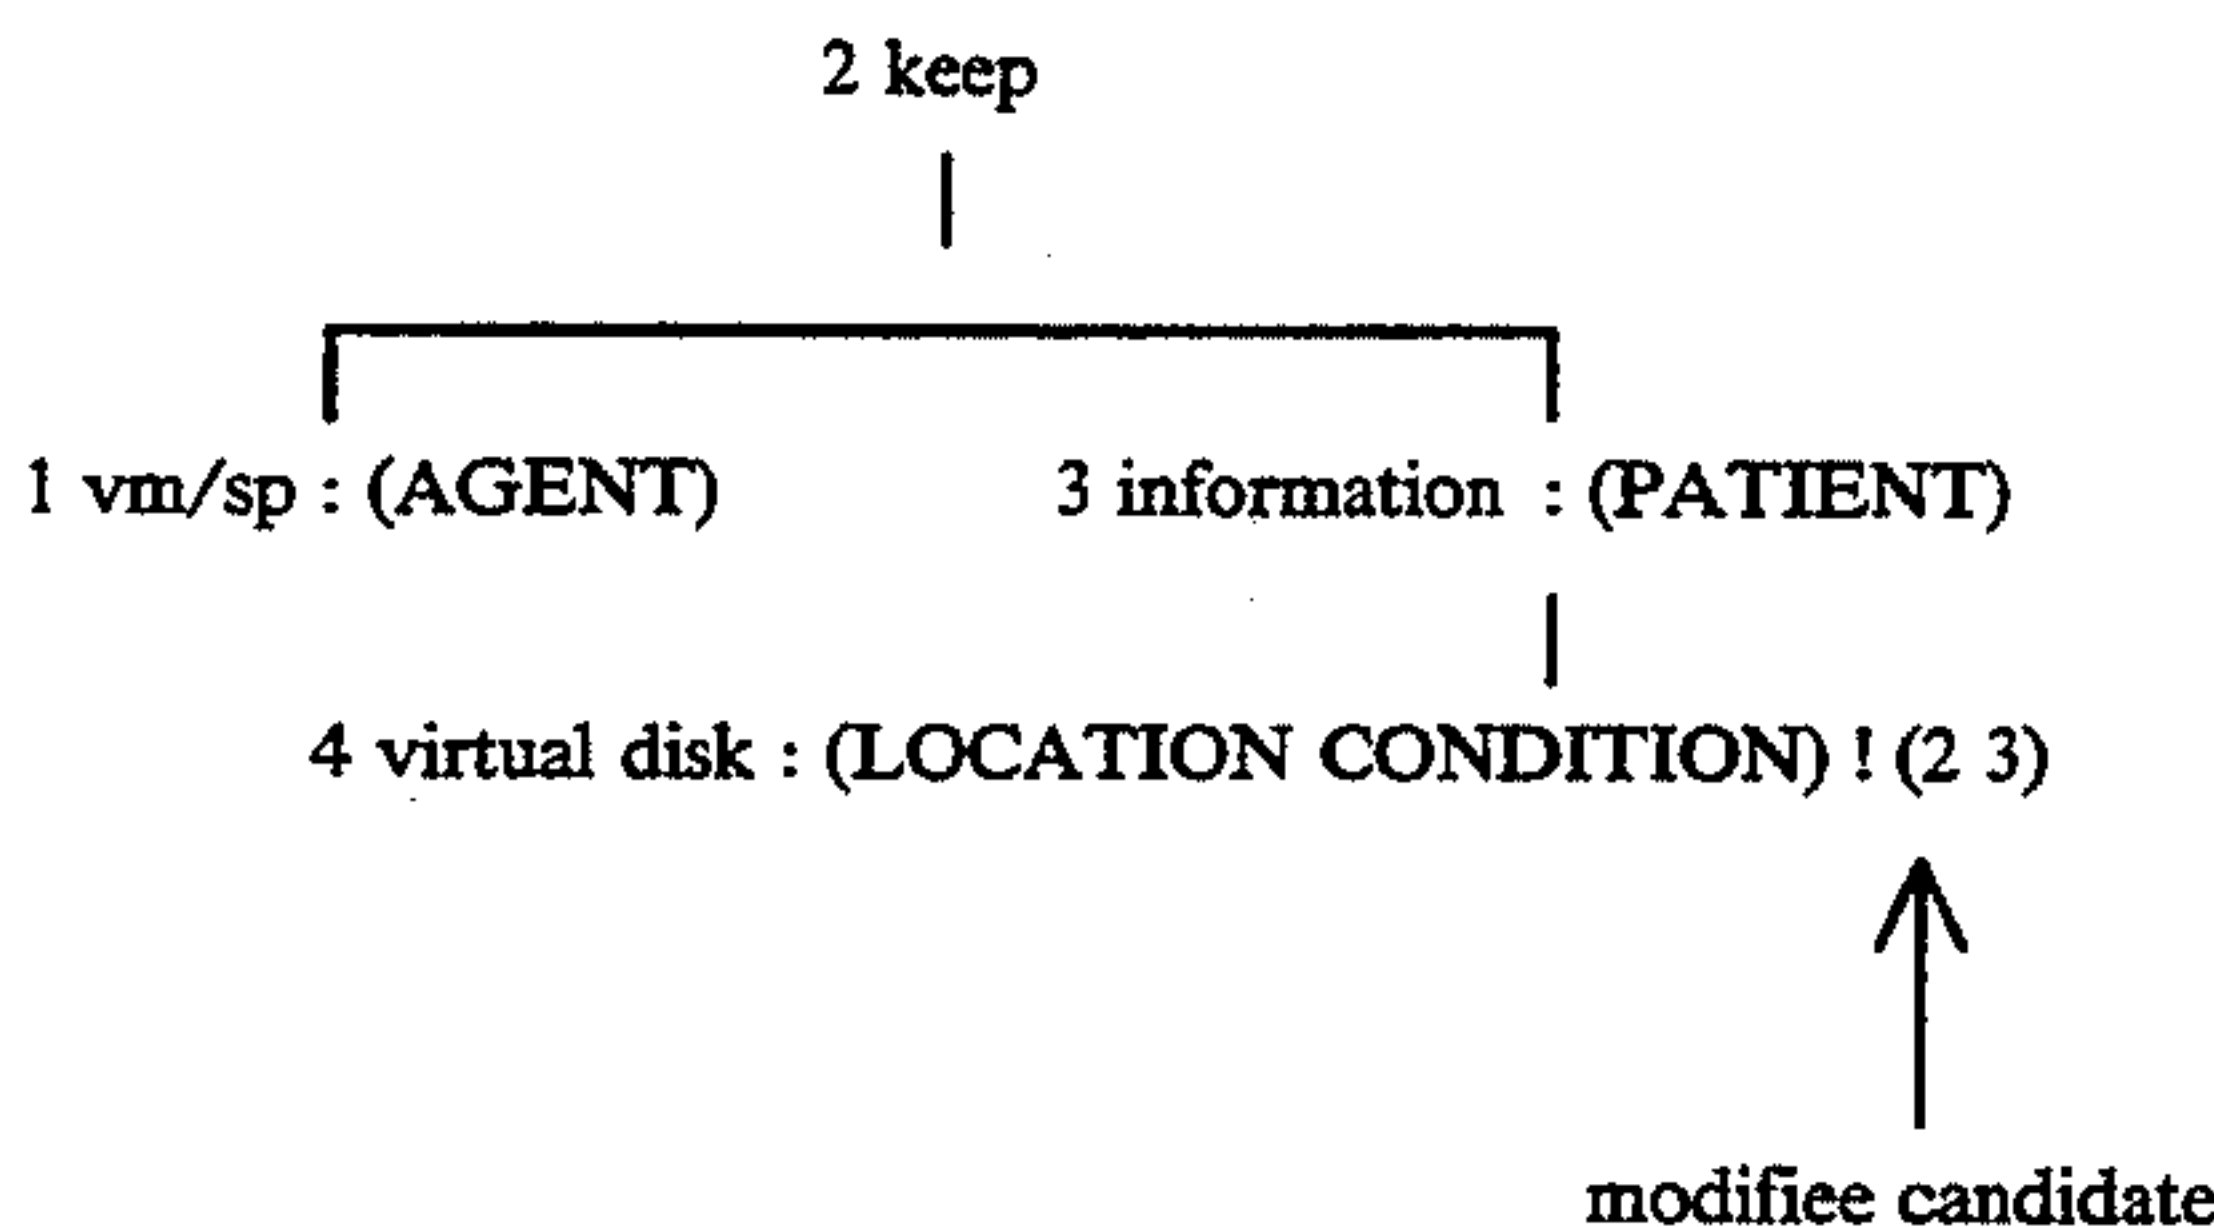 2 keep
1 vm/sp : (AGENT) 3 information : (PATIENT)
4 virtual disk : (LOCATION CONDITION) ! (2 3)
modifiee candidate